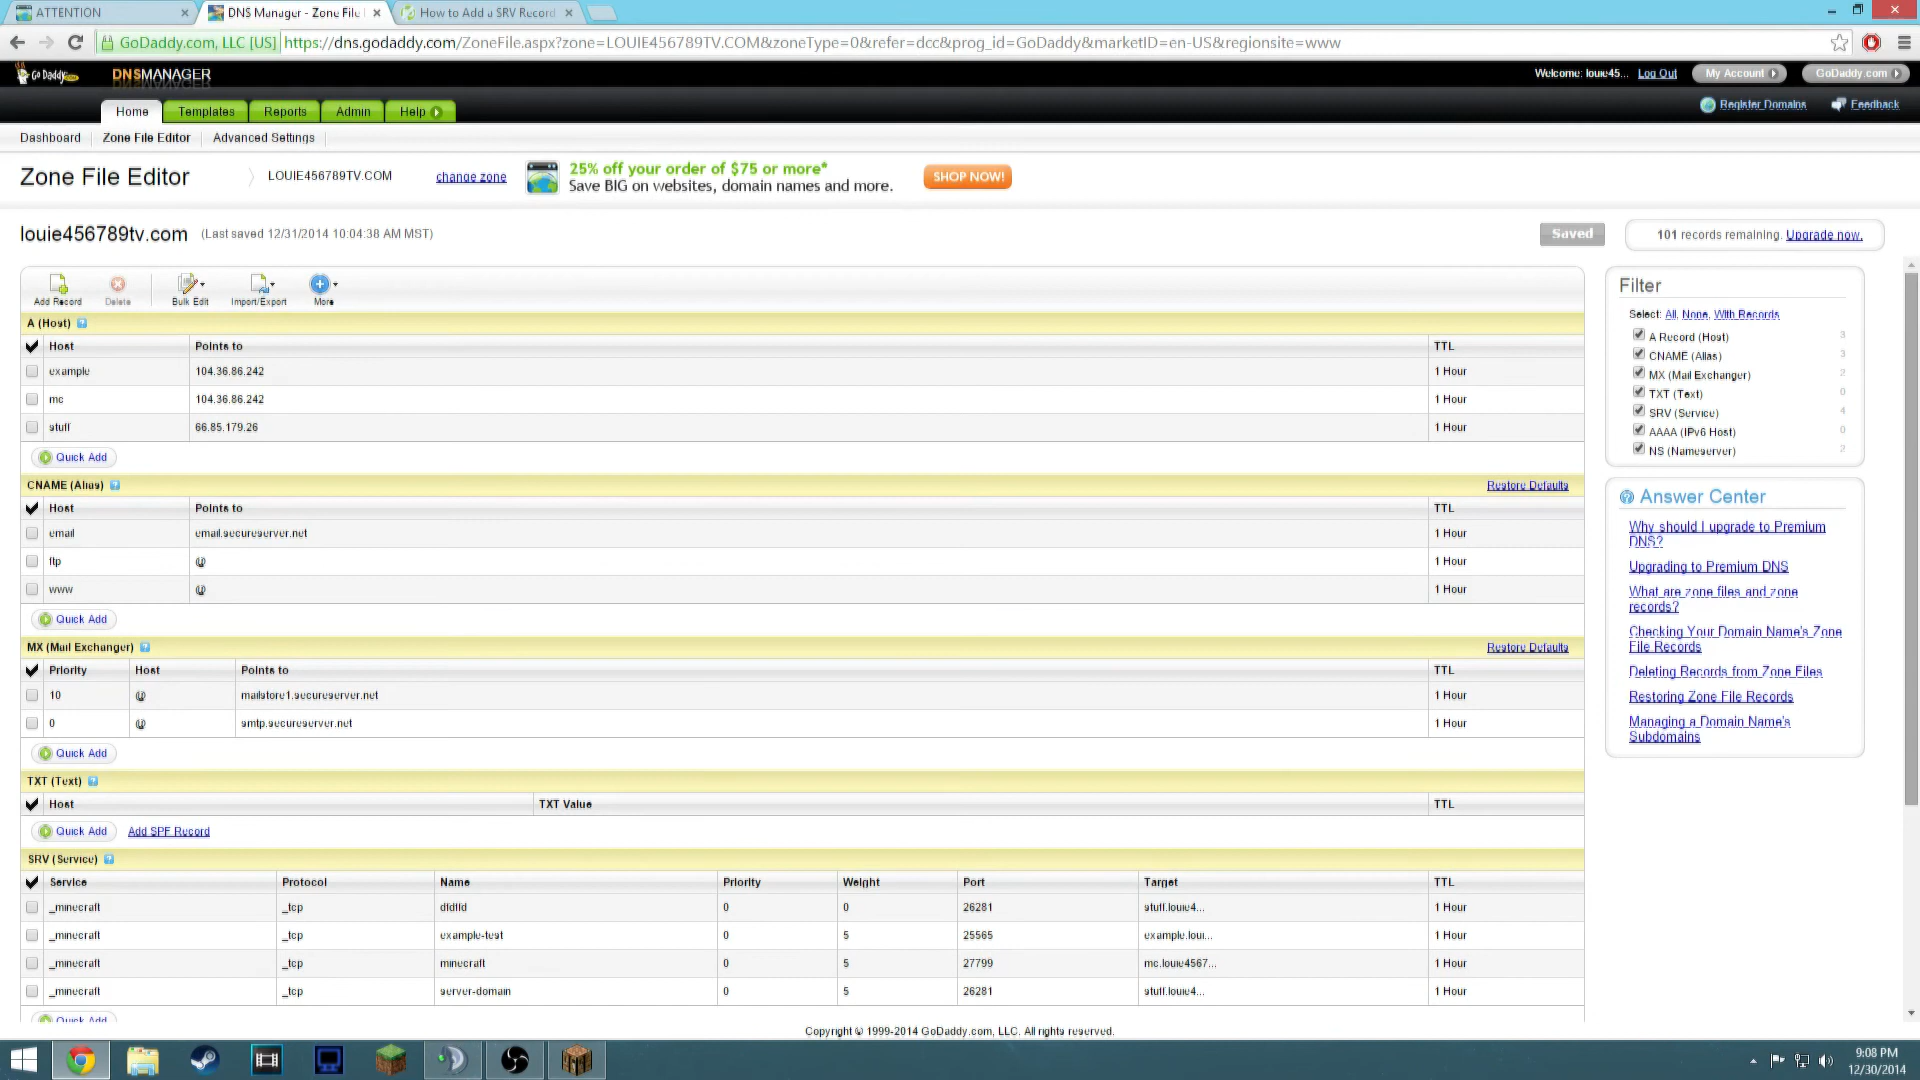 ATTENTION
DNS Manager - Zone File
How to Add a SRV Record
GoDaddy.com, LLC [US] https://dns.godaddy.com/ZoneFile.aspx?zone=LOUIE456789TV.COM&zoneType=0&refer=dcc&prog_id=GoDaddy&marketID=en-US&regionsite=www
Go Daddy.com DNSMANAGER Welcome: louie45... Log Out My Account GoDaddy.com
Home Templates Reports Admin Help Register Domains Feedback
Dashboard Zone File Editor Advanced Settings
Zone File Editor LOUIE456789TV.COM change zone
25% off your order of $75 or more*
Save BIG on websites, domain names and more.
SHOP NOW!
louie456789tv.com (Last saved 12/31/2014 10:04:38 AM MST) Saved 101 records remaining. Upgrade now.
Add Record Delete Bulk Edit Import/Export More
A (Host)
Host Points to TTL
example 104.36.86.242 1 Hour
mc 104.36.86.242 1 Hour
stuff 66.85.179.26 1 Hour
Quick Add
CNAME (Alias) Restore Defaults
Host Points to TTL
email email.secureserver.net 1 Hour
ftp @ 1 Hour
www @ 1 Hour
Quick Add
MX (Mail Exchanger) Restore Defaults
Priority Host Points to TTL
10 @ mailstore1.secureserver.net 1 Hour
0 @ smtp.secureserver.net 1 Hour
Quick Add
TXT (Text)
Host TXT Value TTL
Quick Add Add SPF Record
SRV (Service)
Service Protocol Name Priority Weight Port Target TTL
_minecraft _tcp dfdffd 0 0 26281 stuff.louie4... 1 Hour
_minecraft _tcp example-test 0 5 25565 example.loui... 1 Hour
_minecraft _tcp minecraft 0 5 27799 mc.louie4567... 1 Hour
_minecraft _tcp server-domain 0 5 26281 stuff.louie4... 1 Hour
Quick Add
Filter
Select: All, None, With Records
A Record (Host) 3
CNAME (Alias) 3
MX (Mail Exchanger) 2
TXT (Text) 0
SRV (Service) 4
AAAA (IPv6 Host) 0
NS (Nameserver) 2
Answer Center
Why should I upgrade to Premium
DNS?
Upgrading to Premium DNS
What are zone files and zone
records?
Checking Your Domain Name's Zone
File Records
Deleting Records from Zone Files
Restoring Zone File Records
Managing a Domain Name's
Subdomains
Copyright © 1999-2014 GoDaddy.com, LLC. All rights reserved.
9:08 PM
12/30/2014